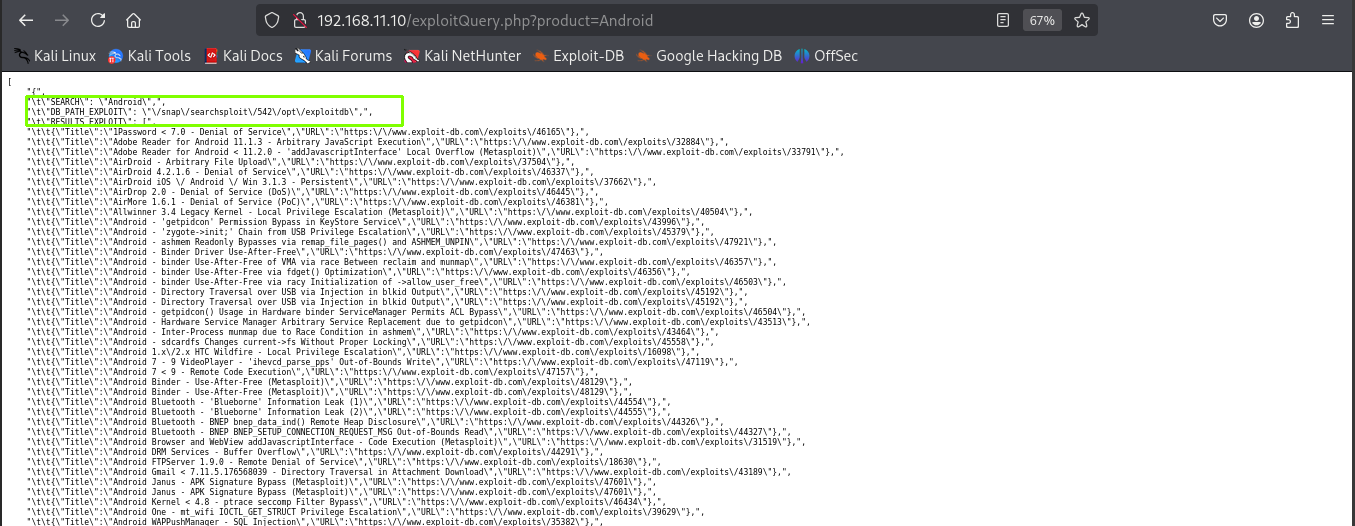 192.168.11.10/exploitQuery.php?product=Android
67%
Kali Linux Kali Tools Kali Docs Kali Forums Kali NetHunter Exploit-DB Google Hacking DB OffSec
[
"{",
"\t\"SEARCH\": \"Android\",",
"\t\"DB_PATH_EXPLOIT\": \"\/snap\/searchsploit\/542\/opt\/exploitdb\",",
"\t\"RESULTS_EXPLOIT\": [",
"\t\t{\"Title\":\"1Password < 7.0 - Denial of Service\",\"URL\":\"https:\/\/www.exploit-db.com\/exploits\/46165\"},",
"\t\t{\"Title\":\"Adobe Reader for Android 11.1.3 - Arbitrary JavaScript Execution\",\"URL\":\"https:\/\/www.exploit-db.com\/exploits\/32884\"},",
"\t\t{\"Title\":\"Adobe Reader for Android < 11.2.0 - 'addJavascriptInterface' Local Overflow (Metasploit)\",\"URL\":\"https:\/\/www.exploit-db.com\/exploits\/33791\"},",
"\t\t{\"Title\":\"AirDroid - Arbitrary File Upload\",\"URL\":\"https:\/\/www.exploit-db.com\/exploits\/37504\"},",
"\t\t{\"Title\":\"AirDroid 4.2.1.6 - Denial of Service\",\"URL\":\"https:\/\/www.exploit-db.com\/exploits\/46337\"},",
"\t\t{\"Title\":\"AirDroid iOS \/ Android \/ Win 3.1.3 - Persistent\",\"URL\":\"https:\/\/www.exploit-db.com\/exploits\/37662\"},",
"\t\t{\"Title\":\"AirDrop 2.0 - Denial of Service (DoS)\",\"URL\":\"https:\/\/www.exploit-db.com\/exploits\/46445\"},",
"\t\t{\"Title\":\"AirMore 1.6.1 - Denial of Service (PoC)\",\"URL\":\"https:\/\/www.exploit-db.com\/exploits\/46381\"},",
"\t\t{\"Title\":\"Allwinner 3.4 Legacy Kernel - Local Privilege Escalation (Metasploit)\",\"URL\":\"https:\/\/www.exploit-db.com\/exploits\/40504\"},",
"\t\t{\"Title\":\"Android - 'getpidcon' Permission Bypass in KeyStore Service\",\"URL\":\"https:\/\/www.exploit-db.com\/exploits\/43996\"},",
"\t\t{\"Title\":\"Android - 'zygote->init;' Chain from USB Privilege Escalation\",\"URL\":\"https:\/\/www.exploit-db.com\/exploits\/45379\"},",
"\t\t{\"Title\":\"Android - ashmem Readonly Bypasses via remap_file_pages() and ASHMEM_UNPIN\",\"URL\":\"https:\/\/www.exploit-db.com\/exploits\/47921\"},",
"\t\t{\"Title\":\"Android - Binder Driver Use-After-Free\",\"URL\":\"https:\/\/www.exploit-db.com\/exploits\/47463\"},",
"\t\t{\"Title\":\"Android - binder Use-After-Free of VMA via race Between reclaim and munmap\",\"URL\":\"https:\/\/www.exploit-db.com\/exploits\/46357\"},",
"\t\t{\"Title\":\"Android - binder Use-After-Free via fdget() Optimization\",\"URL\":\"https:\/\/www.exploit-db.com\/exploits\/46356\"},",
"\t\t{\"Title\":\"Android - binder Use-After-Free via racy Initialization of ->allow_user_free\",\"URL\":\"https:\/\/www.exploit-db.com\/exploits\/46503\"},",
"\t\t{\"Title\":\"Android - Directory Traversal over USB via Injection in blkid Output\",\"URL\":\"https:\/\/www.exploit-db.com\/exploits\/45192\"},",
"\t\t{\"Title\":\"Android - Directory Traversal over USB via Injection in blkid Output\",\"URL\":\"https:\/\/www.exploit-db.com\/exploits\/45192\"},",
"\t\t{\"Title\":\"Android - getpidcon() Usage in Hardware binder ServiceManager Permits ACL Bypass\",\"URL\":\"https:\/\/www.exploit-db.com\/exploits\/46504\"},",
"\t\t{\"Title\":\"Android - Hardware Service Manager Arbitrary Service Replacement due to getpidcon\",\"URL\":\"https:\/\/www.exploit-db.com\/exploits\/43513\"},",
"\t\t{\"Title\":\"Android - Inter-Process munmap due to Race Condition in ashmem\",\"URL\":\"https:\/\/www.exploit-db.com\/exploits\/43464\"},",
"\t\t{\"Title\":\"Android - sdcardfs Changes current->fs Without Proper Locking\",\"URL\":\"https:\/\/www.exploit-db.com\/exploits\/45558\"},",
"\t\t{\"Title\":\"Android 1.x\/2.x HTC Wildfire - Local Privilege Escalation\",\"URL\":\"https:\/\/www.exploit-db.com\/exploits\/16098\"},",
"\t\t{\"Title\":\"Android 7 - 9 VideoPlayer - 'ihevcd_parse_pps' Out-of-Bounds Write\",\"URL\":\"https:\/\/www.exploit-db.com\/exploits\/47119\"},",
"\t\t{\"Title\":\"Android 7 < 9 - Remote Code Execution\",\"URL\":\"https:\/\/www.exploit-db.com\/exploits\/47157\"},",
"\t\t{\"Title\":\"Android Binder - Use-After-Free (Metasploit)\",\"URL\":\"https:\/\/www.exploit-db.com\/exploits\/48129\"},",
"\t\t{\"Title\":\"Android Binder - Use-After-Free (Metasploit)\",\"URL\":\"https:\/\/www.exploit-db.com\/exploits\/48129\"},",
"\t\t{\"Title\":\"Android Bluetooth - 'Blueborne' Information Leak (1)\",\"URL\":\"https:\/\/www.exploit-db.com\/exploits\/44554\"},",
"\t\t{\"Title\":\"Android Bluetooth - 'Blueborne' Information Leak (2)\",\"URL\":\"https:\/\/www.exploit-db.com\/exploits\/44555\"},",
"\t\t{\"Title\":\"Android Bluetooth - BNEP bnep_data_ind() Remote Heap Disclosure\",\"URL\":\"https:\/\/www.exploit-db.com\/exploits\/44326\"},",
"\t\t{\"Title\":\"Android Bluetooth - BNEP BNEP_SETUP_CONNECTION_REQUEST_MSG Out-of-Bounds Read\",\"URL\":\"https:\/\/www.exploit-db.com\/exploits\/44327\"},",
"\t\t{\"Title\":\"Android Browser and WebView addJavascriptInterface - Code Execution (Metasploit)\",\"URL\":\"https:\/\/www.exploit-db.com\/exploits\/31519\"},",
"\t\t{\"Title\":\"Android DRM Services - Buffer Overflow\",\"URL\":\"https:\/\/www.exploit-db.com\/exploits\/44291\"},",
"\t\t{\"Title\":\"Android FTPServer 1.9.0 - Remote Denial of Service\",\"URL\":\"https:\/\/www.exploit-db.com\/exploits\/18630\"},",
"\t\t{\"Title\":\"Android Gmail < 7.11.5.176568039 - Directory Traversal in Attachment Download\",\"URL\":\"https:\/\/www.exploit-db.com\/exploits\/43189\"},",
"\t\t{\"Title\":\"Android Janus - APK Signature Bypass (Metasploit)\",\"URL\":\"https:\/\/www.exploit-db.com\/exploits\/47601\"},",
"\t\t{\"Title\":\"Android Janus - APK Signature Bypass (Metasploit)\",\"URL\":\"https:\/\/www.exploit-db.com\/exploits\/47601\"},",
"\t\t{\"Title\":\"Android Kernel < 4.8 - ptrace seccomp Filter Bypass\",\"URL\":\"https:\/\/www.exploit-db.com\/exploits\/46434\"},",
"\t\t{\"Title\":\"Android One - mt_wifi IOCTL_GET_STRUCT Privilege Escalation\",\"URL\":\"https:\/\/www.exploit-db.com\/exploits\/39629\"},",
"\t\t{\"Title\":\"Android WAPPushManager - SQL Injection\",\"URL\":\"https:\/\/www.exploit-db.com\/exploits\/35382\"},",